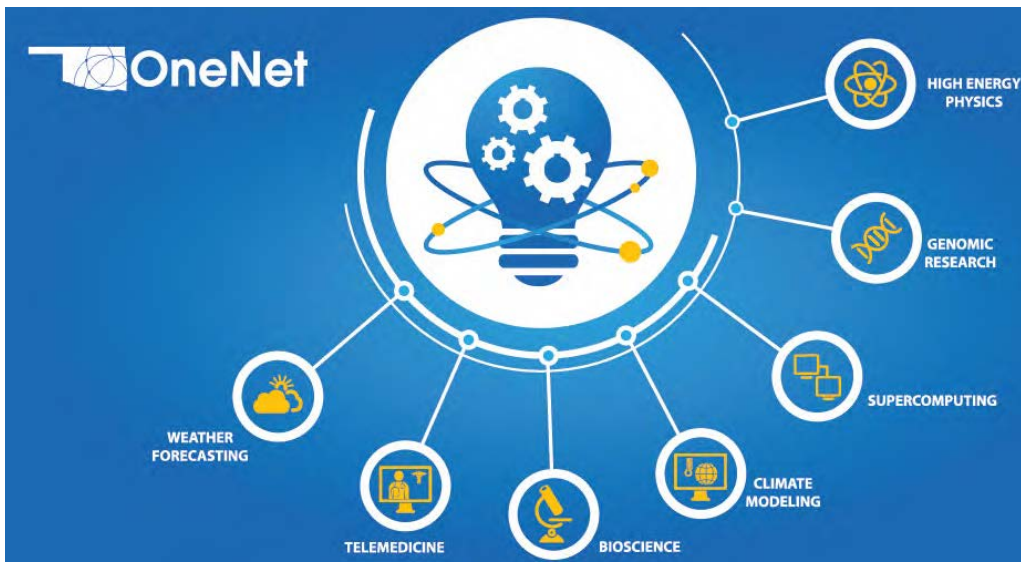 OneNet
HIGH ENERGY
PHYSICS
GENOMIC
RESEARCH
SUPERCOMPUTING
CLIMATE
MODELING
BIOSCIENCE
TELEMEDICINE
WEATHER
FORECASTING